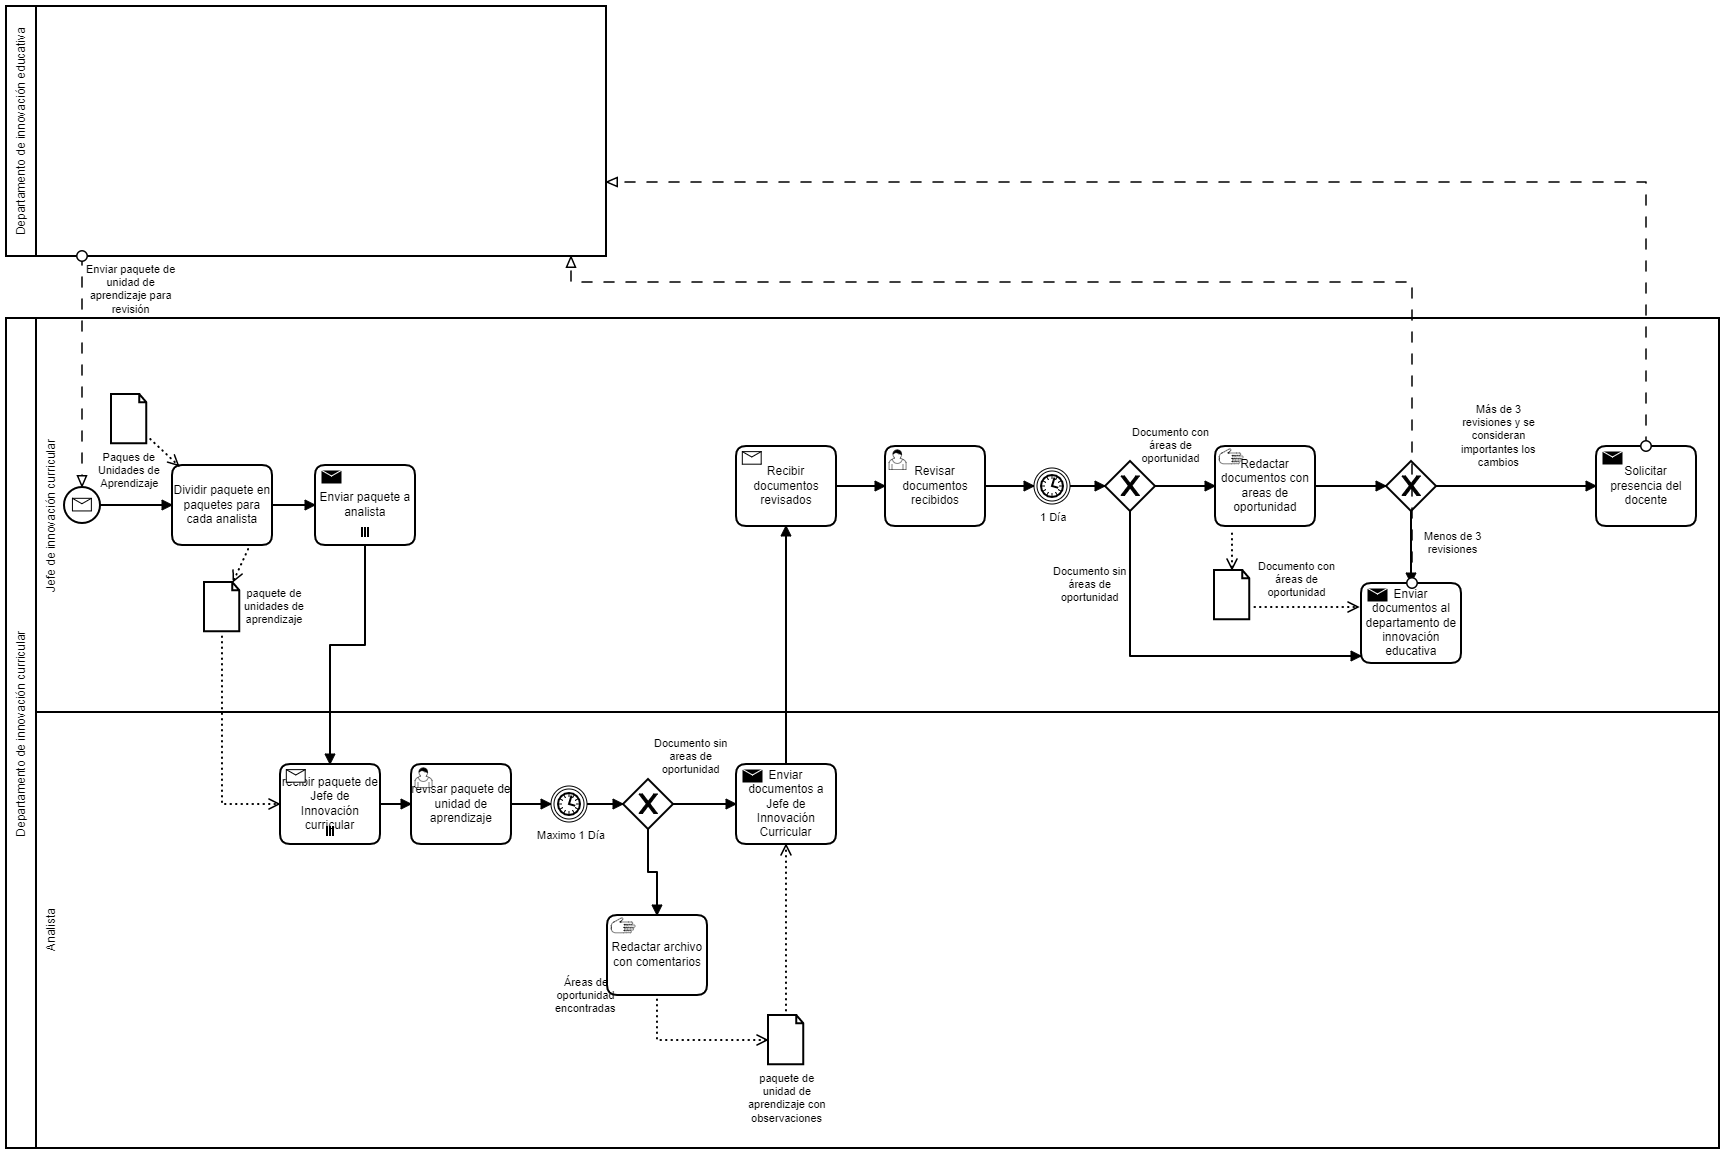 Departamento de innovación educativa
Enviar paquete de
unidad de
aprendizaje para
revisión
Departamento de innovación curricular
Jefe de innovación curricular
Paques de
Unidades de
Aprendizaje
Dividir paquete en
paquetes para
cada analista
Enviar paquete a
analista
paquete de
unidades de
aprendizaje
Recibir
documentos
revisados
Revisar
documentos
recibidos
1 Día
Documento con
áreas de
oportunidad
Documento sin
áreas de
oportunidad
Redactar
documentos con
areas de
oportunidad
Documento con
áreas de
oportunidad
Más de 3
revisiones y se
consideran
importantes los
cambios
Menos de 3
revisiones
Enviar
documentos al
departamento de
innovación
educativa
Solicitar
presencia del
docente
Analista
recibir paquete de
Jefe de
Innovación
curricular
revisar paquete de
unidad de
aprendizaje
Maximo 1 Día
Documento sin
areas de
oportunidad
Enviar
documentos a
Jefe de
Innovación
Curricular
Redactar archivo
con comentarios
Áreas de
oportunidad
encontradas
paquete de
unidad de
aprendizaje con
observaciones